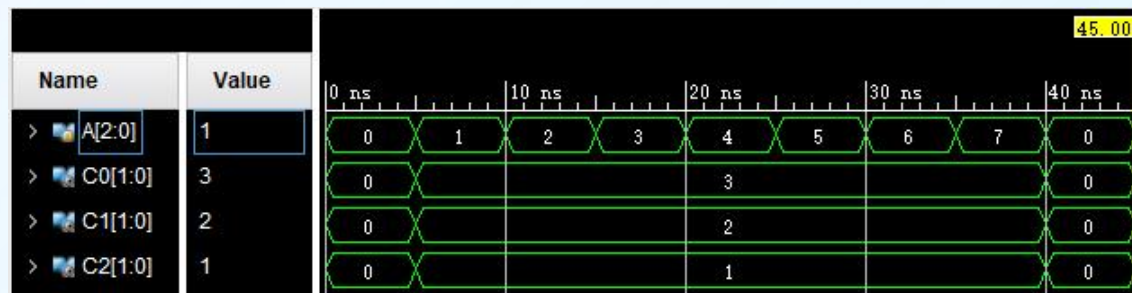 45.00
Name Value
0 ns 10 ns 20 ns 30 ns 40 ns
A[2:0] 1 0 1 2 3 4 5 6 7 0
C0[1:0] 3 0 3 0
C1[1:0] 2 0 2 0
C2[1:0] 1 0 1 0